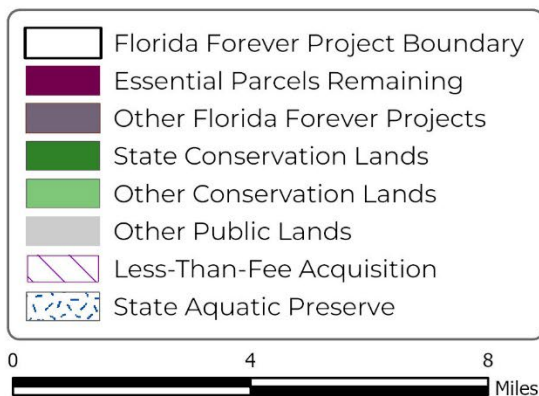 Florida Forever Project Boundary
Essential Parcels Remaining
Other Florida Forever Projects
State Conservation Lands
Other Conservation Lands
Other Public Lands
Less-Than-Fee Acquisition
State Aquatic Preserve
0 4 8
Miles